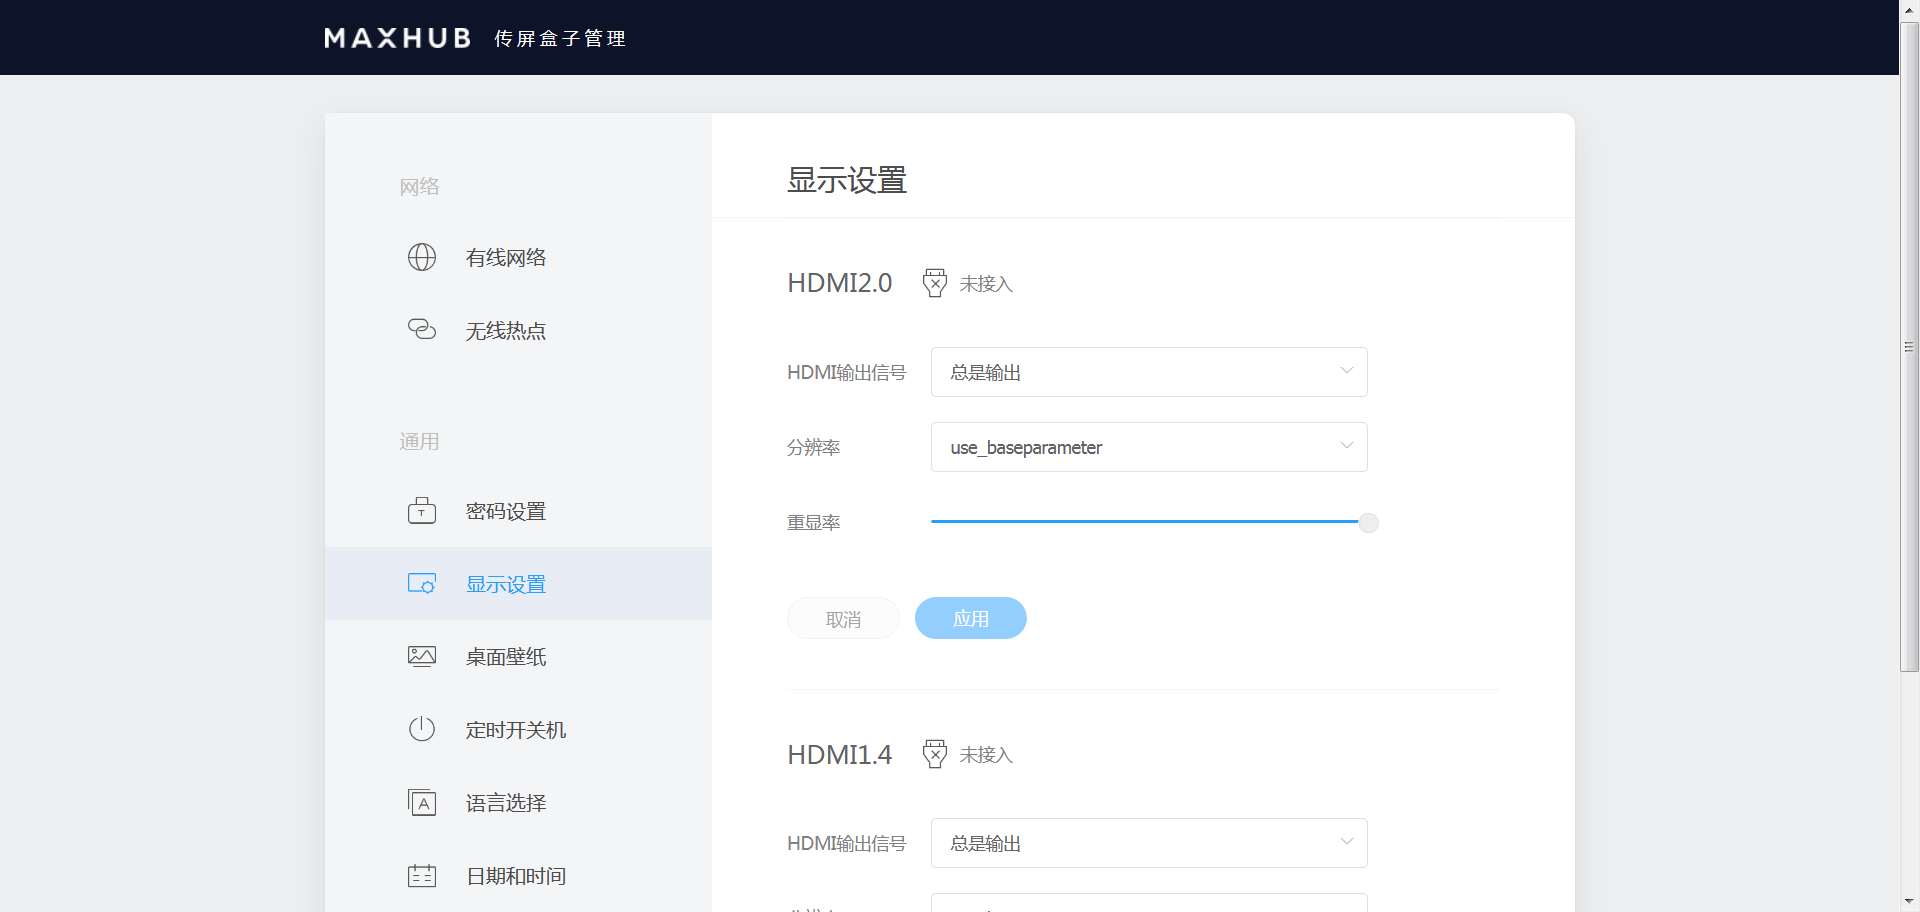 MAXHUB 传屏盒子管理
网络
有线网络
无线热点
通用
密码设置
显示设置
桌面壁纸
定时开关机
语言选择
日期和时间
显示设置
HDMI2.0 未接入
HDMI输出信号 总是输出
分辨率 use_baseparameter
重显率
取消 应用
HDMI1.4 未接入
HDMI输出信号 总是输出